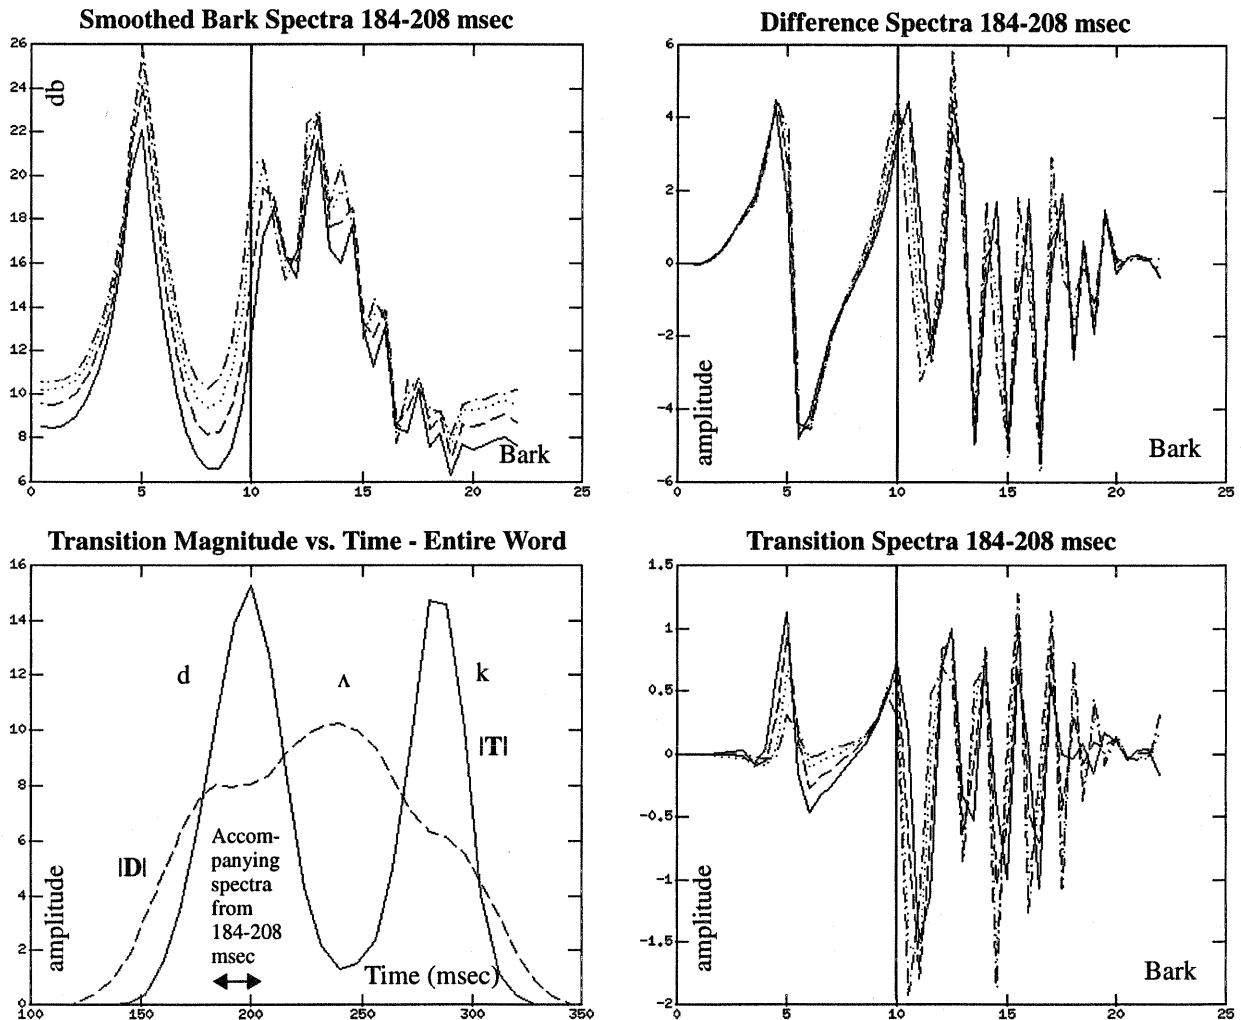 Smoothed Bark Spectra 184-208 msec
26
24
22
20
18
16
14
12
10
8
6
db
Bark
0 5 10 15 20 25
Difference Spectra 184-208 msec
6
4
2
0
-2
-4
-6
amplitude
Bark
0 5 10 15 20 25
Transition Magnitude vs. Time - Entire Word
16
14
12
10
8
6
4
2
0
d
ʌ
k
|T|
|D|
Accom-
panying
spectra
from
184-208
msec
amplitude
Time (msec)
100 150 200 250 300 350
Transition Spectra 184-208 msec
1.5
1
0.5
0
-0.5
-1
-1.5
-2
amplitude
Bark
0 5 10 15 20 25